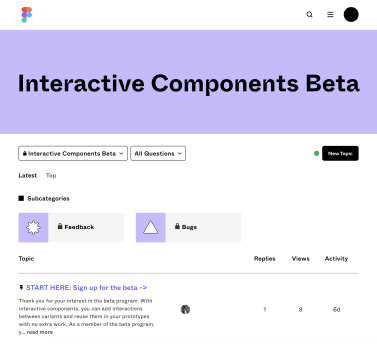 Interactive Components Beta
Interactive Components Beta
All Questions
New Topic
Latest
Top
Subcategories
Feedback
Bugs
Topic
Replies
Views
Activity
START HERE: Sign up for the beta ->
Thank you for your interest in the beta program. With
interactive components, you can add interactions
between variants and reuse them in your prototypes
with no extra work. As a member of the beta program,
y... read more
1
8
6d